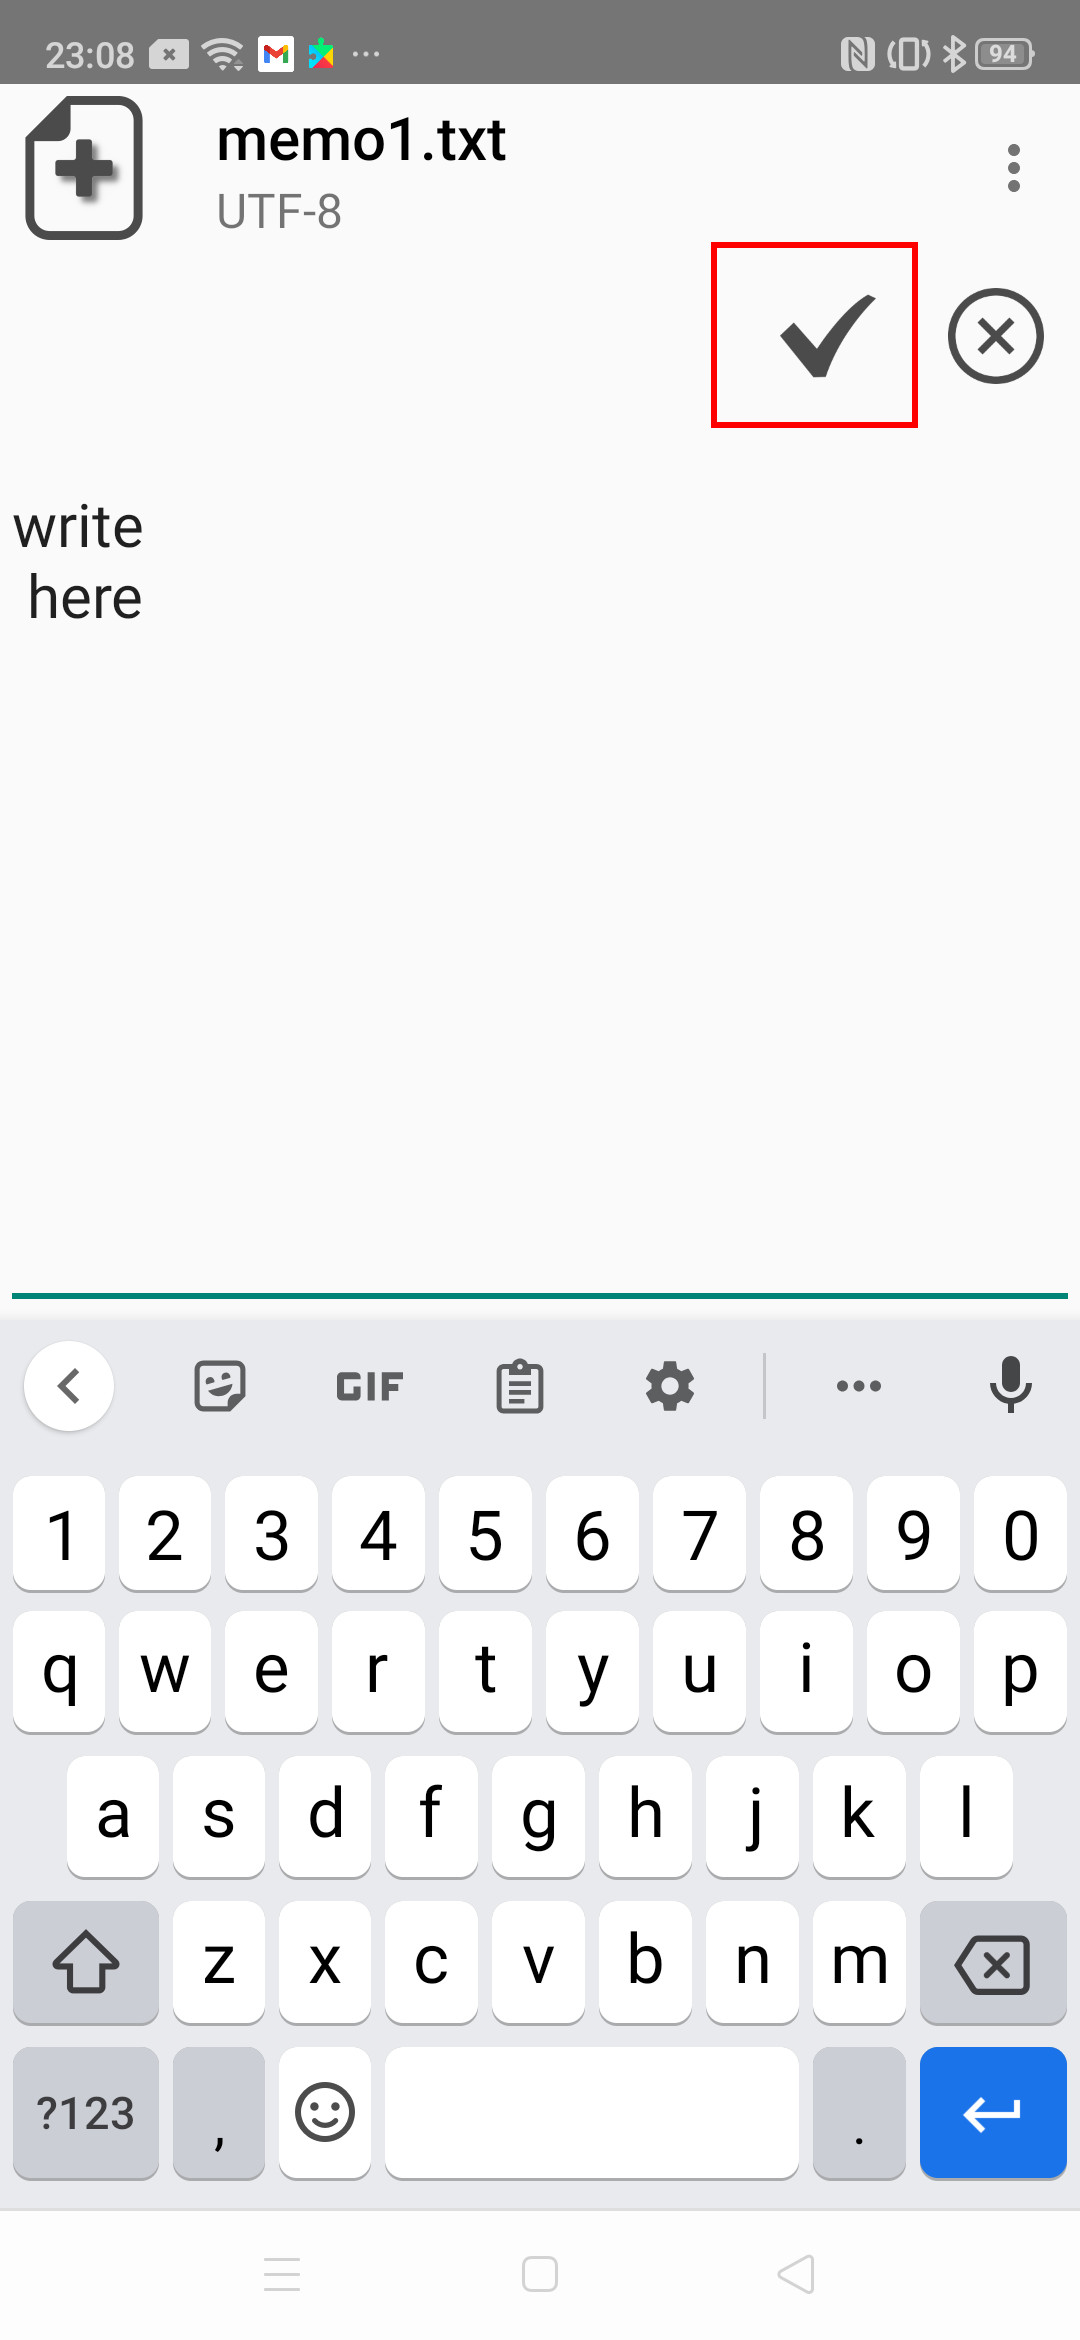 23:08
94
memo1.txt
UTF-8
write
here
GIF
1 2 3 4 5 6 7 8 9 0
q w e r t y u i o p
a s d f g h j k l
z x c v b n m
?123 , .